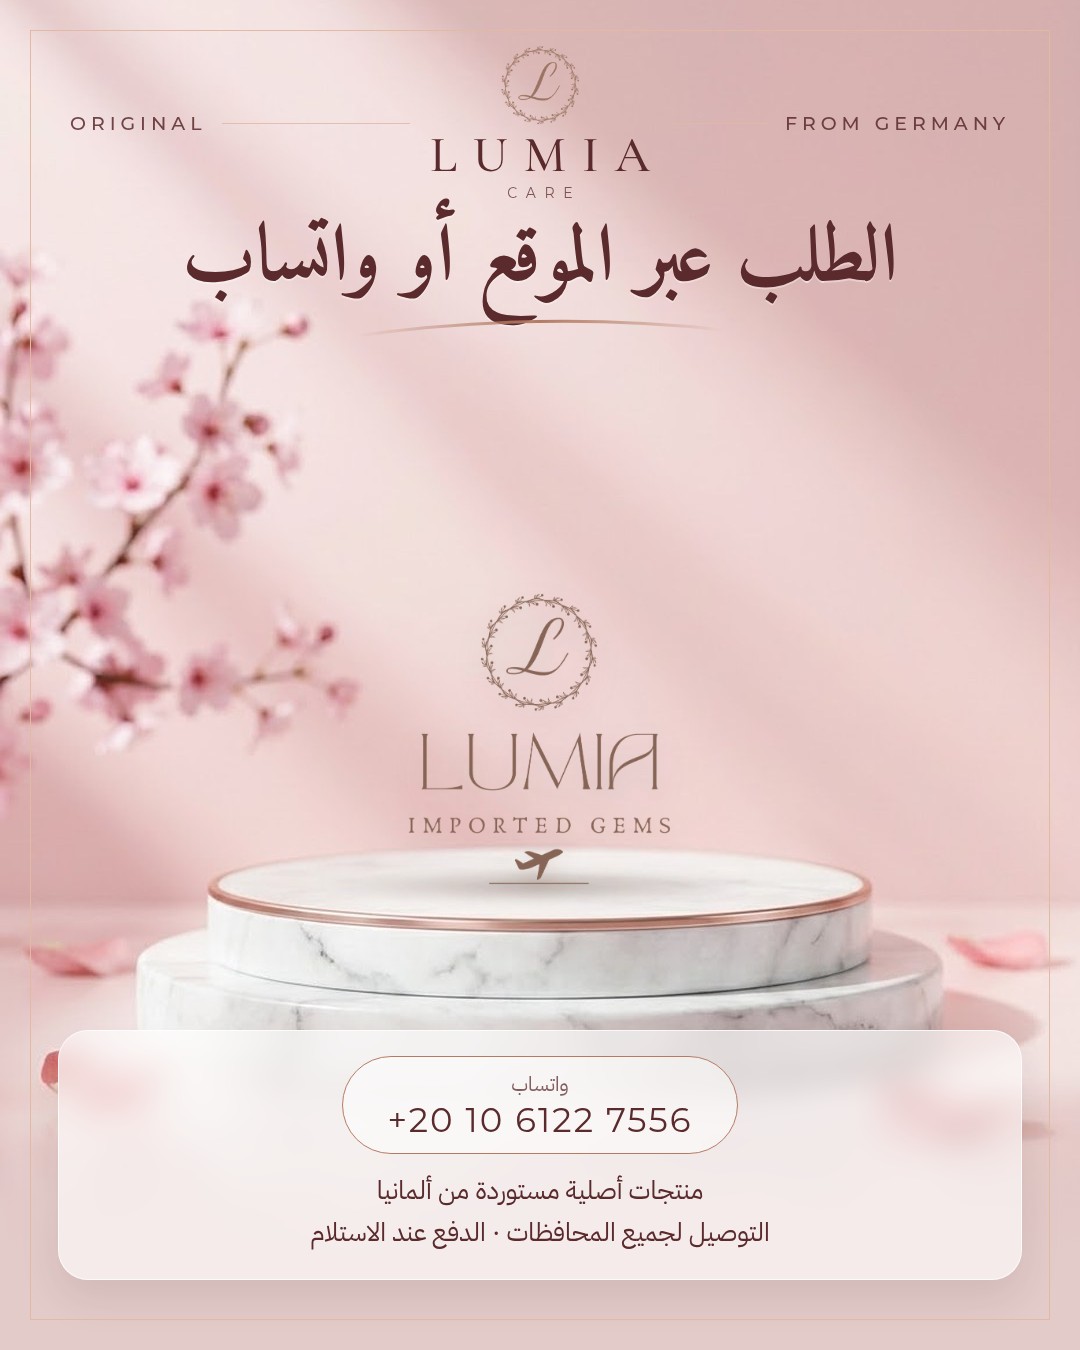 ORIGINAL
FROM GERMANY
L
LUMIA
CARE
الطلب عبر الموقع أو واتساب
L
LUMIA
IMPORTED GEMS
واتساب
+20 10 6122 7556
منتجات أصلية مستوردة من ألمانيا
التوصيل لجميع المحافظات · الدفع عند الاستلام